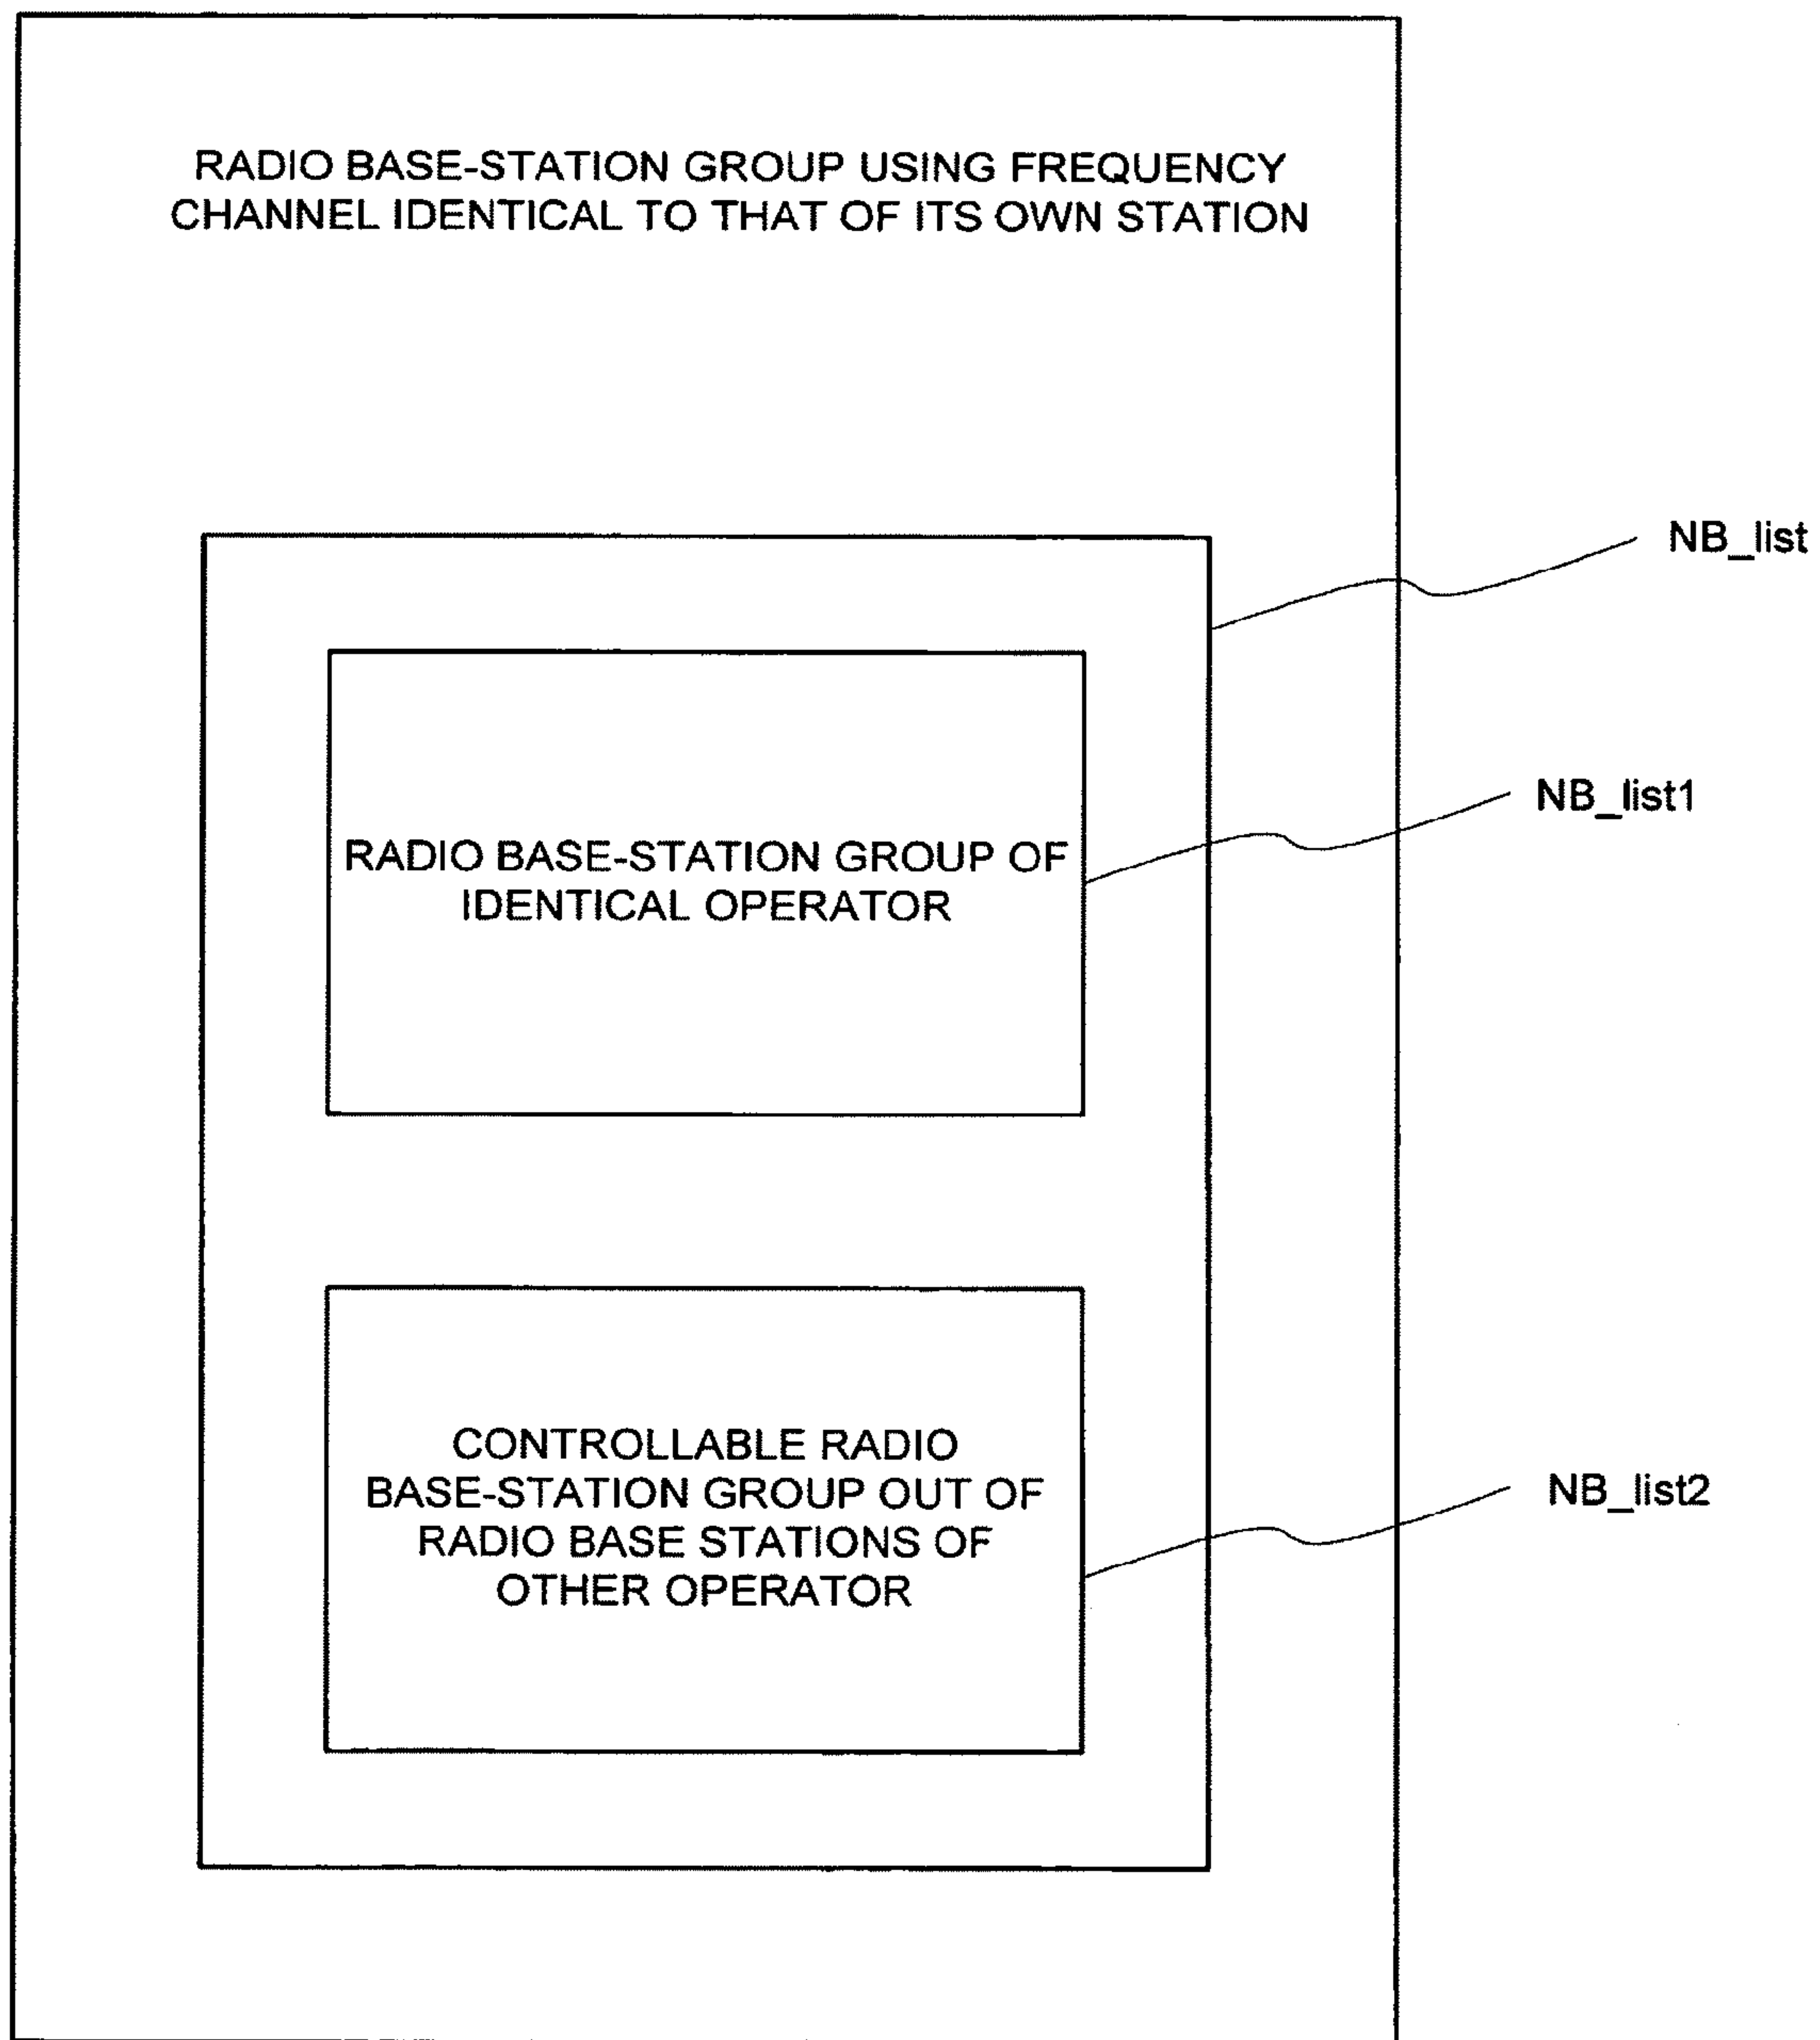 RADIO BASE-STATION GROUP USING FREQUENCY
CHANNEL IDENTICAL TO THAT OF ITS OWN STATION
NB_list
NB_list1
RADIO BASE-STATION GROUP OF
IDENTICAL OPERATOR
CONTROLLABLE RADIO
BASE-STATION GROUP OUT OF
RADIO BASE STATIONS OF
OTHER OPERATOR
NB_list2